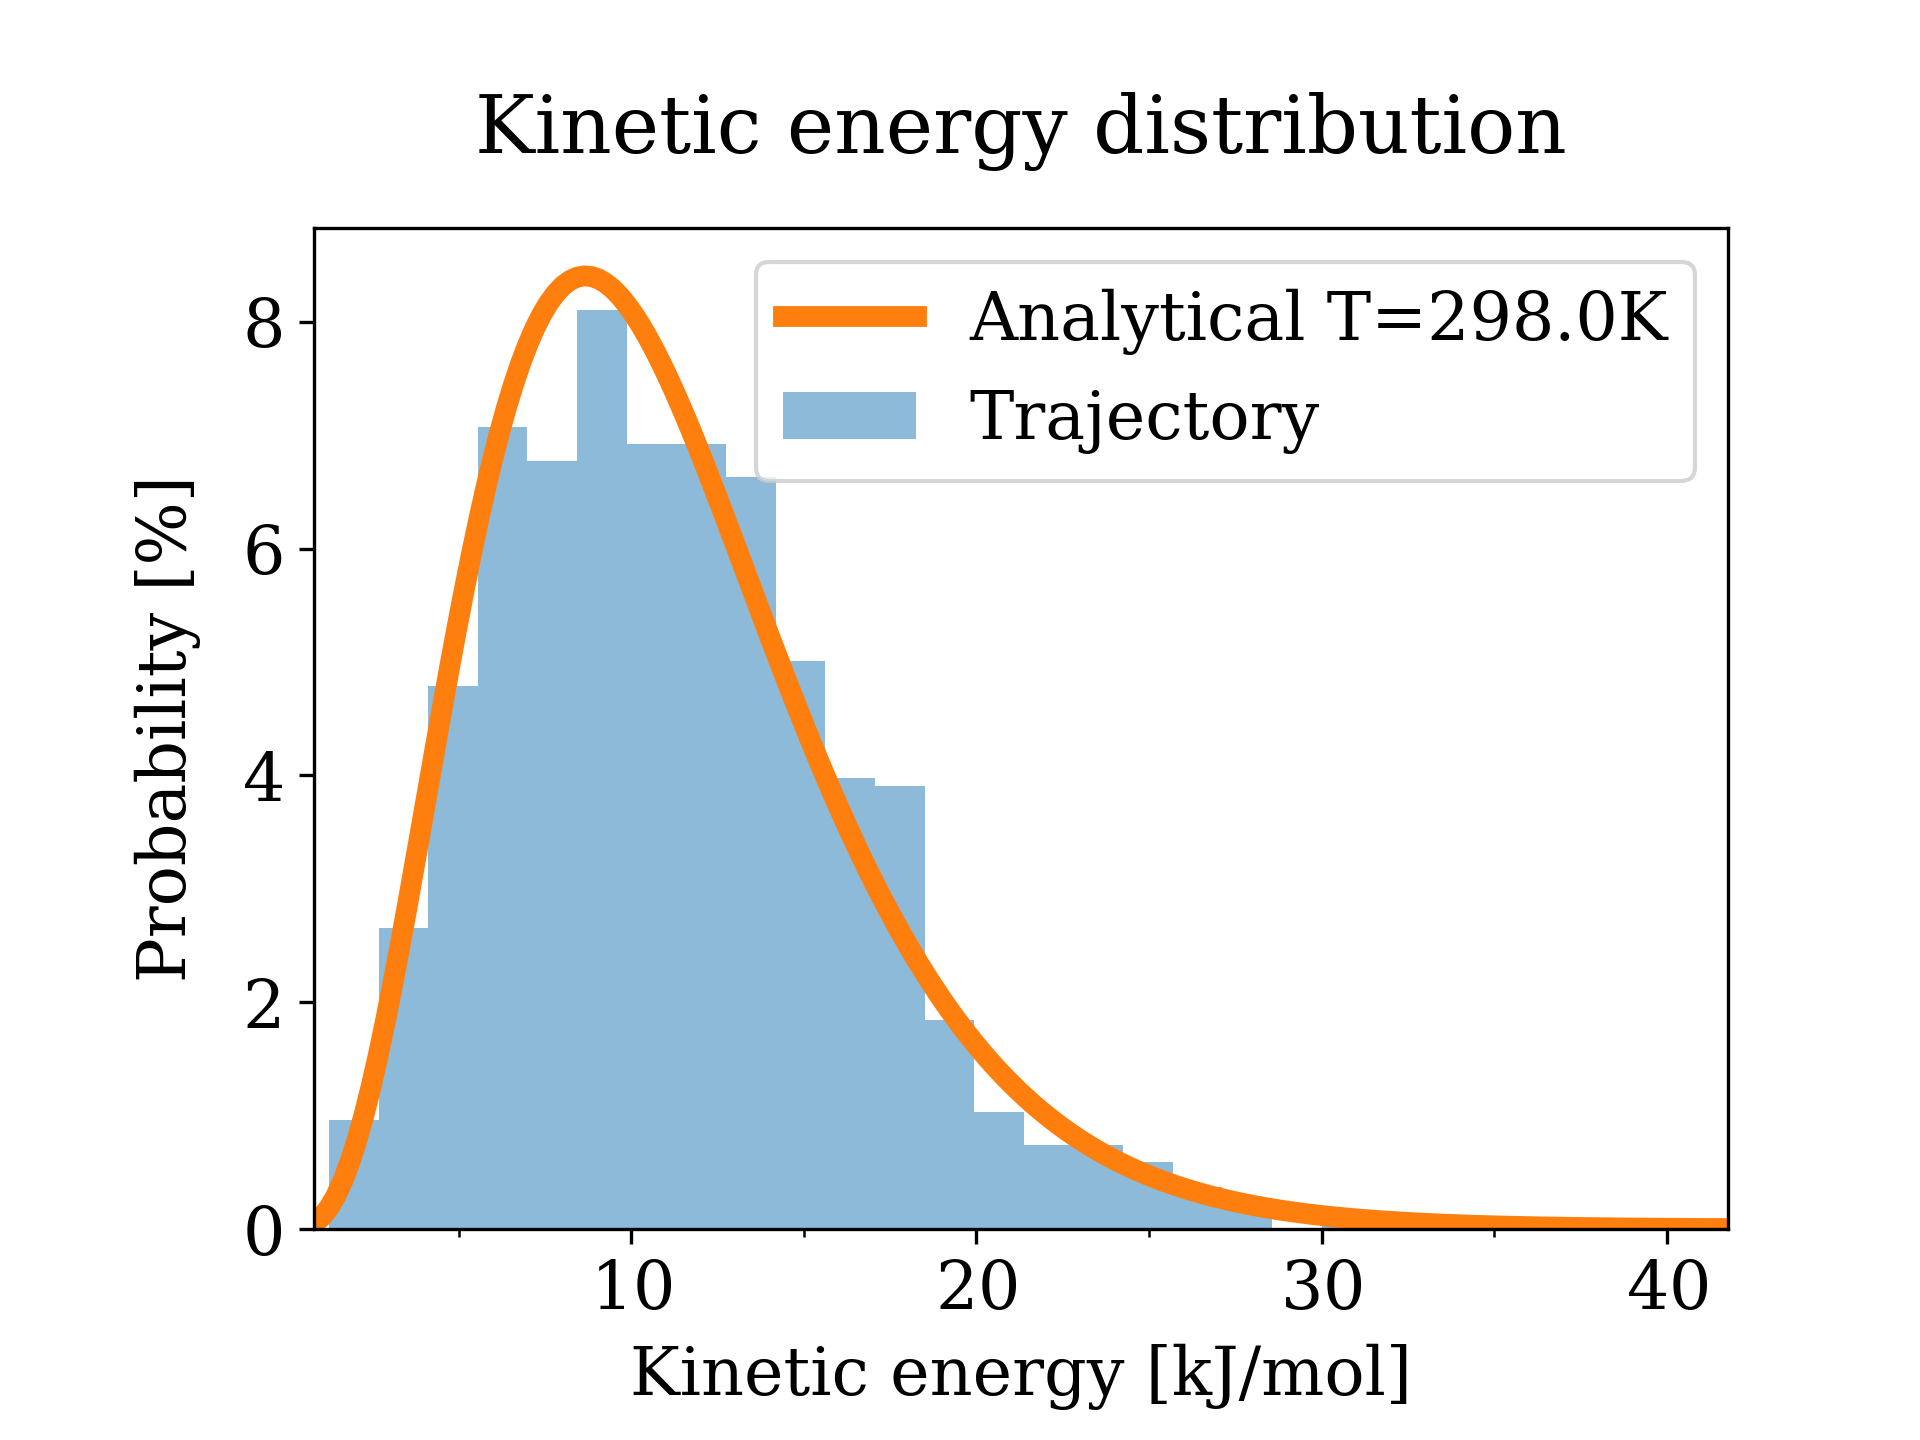 Kinetic energy distribution
Analytical T=298.0K
Trajectory
Probability [%]
8
6
4
2
0
10 20 30 40
Kinetic energy [kJ/mol]